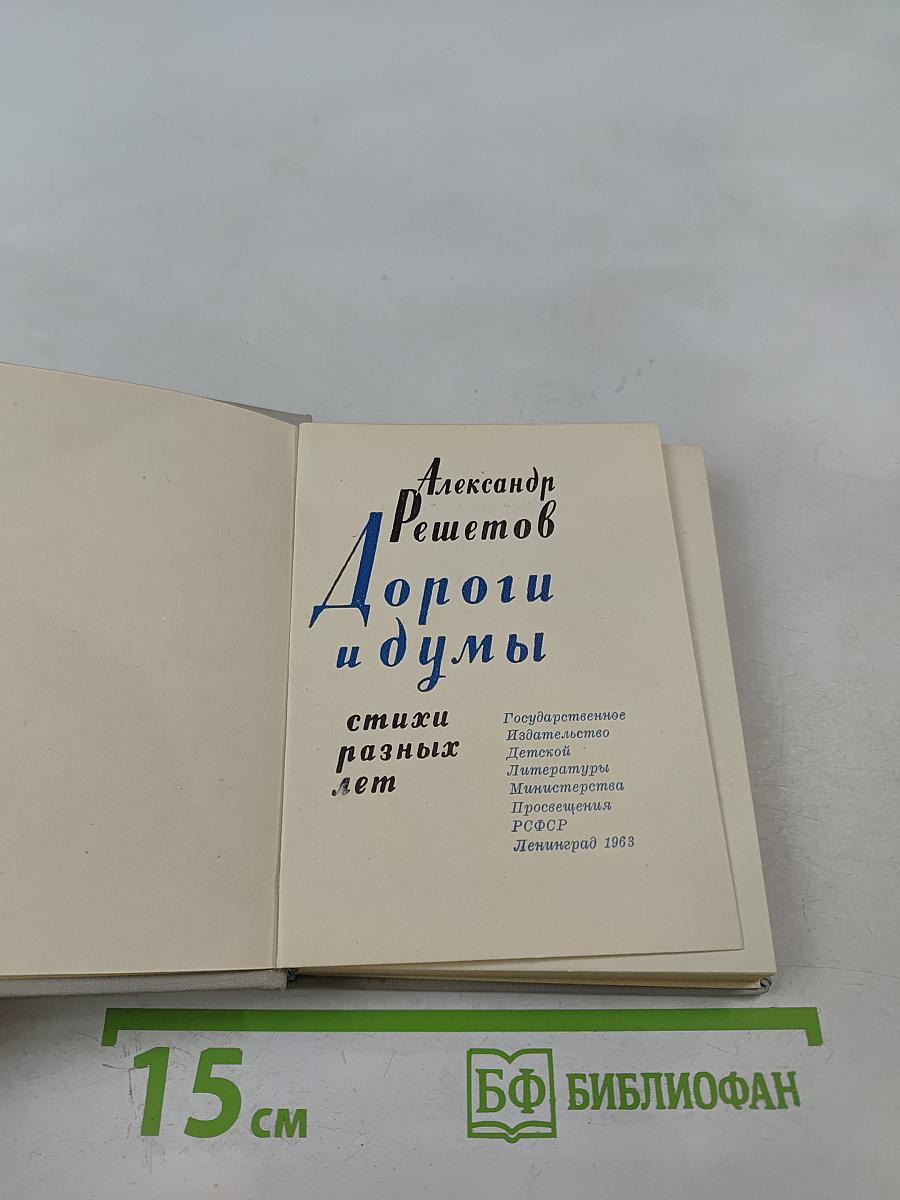 Александр
Решетов
Дороги
и думы
стихи
разных
лет
Государственное
Издательство
Детской
Литературы
Министерства
Просвещения
РСФСР
Ленинград 1963
15 см
БФ БИБЛИОФАН